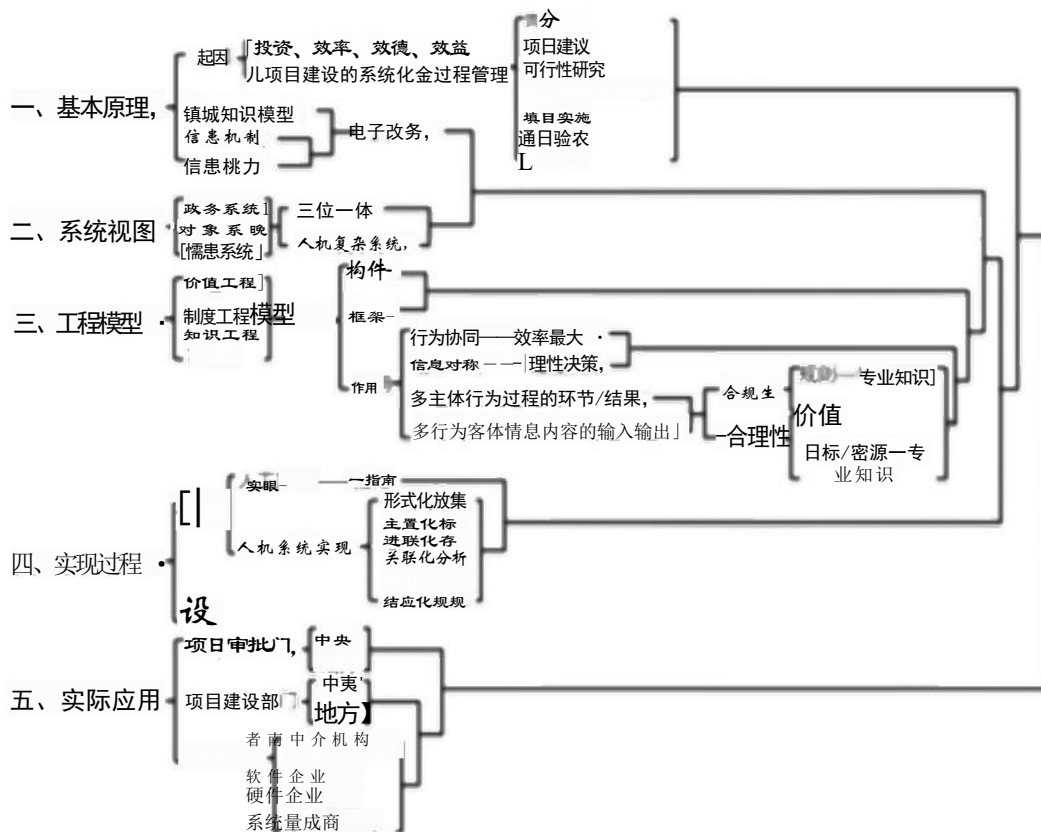 一、基本原理,
起因
「投资、效率、效德、效益
儿项目建设的系统化金过程管理
分
项日建议
可行性研究
填目实施
通日验农
L
镇城知识模型
信患机制
信患桃力
电子改务,
二、系统视图
政务系统1
对象系晚
[懦患系统」
三位一体
人机复杂系统,
三、工程模型·
价值工程]
制度工程模型
知识工程
构件-
框架-
作用
行为协同——效率最大·
信息对称———理性决策,
多主体行为过程的环节/结果,
多行为客体情息内容的输入输出」
合规生
-合理性
专业知识]
价值
日标/密源一专
业知识
四、实现过程·
[|
实眼-
一指南
人机系统实现
形式化放集
主置化标
进联化存
关联化分析
结应化规规
设
五、实际应用
项日审批门,
中央
项目建设部门
中夷'
地方】
者南中介机构
软件企业
硬件企业
系统量成商